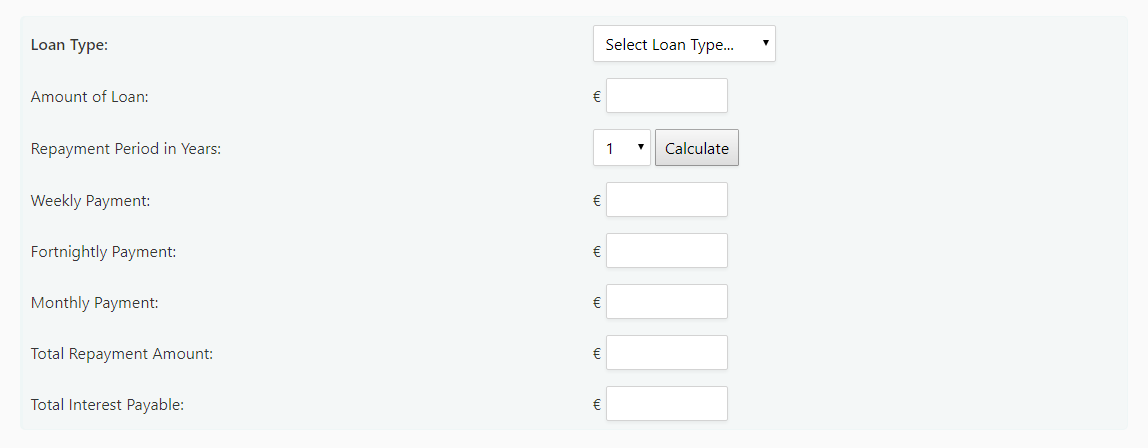 Loan Type: Select Loan Type...
Amount of Loan: €
Repayment Period in Years: 1 Calculate
Weekly Payment: €
Fortnightly Payment: €
Monthly Payment: €
Total Repayment Amount: €
Total Interest Payable: €